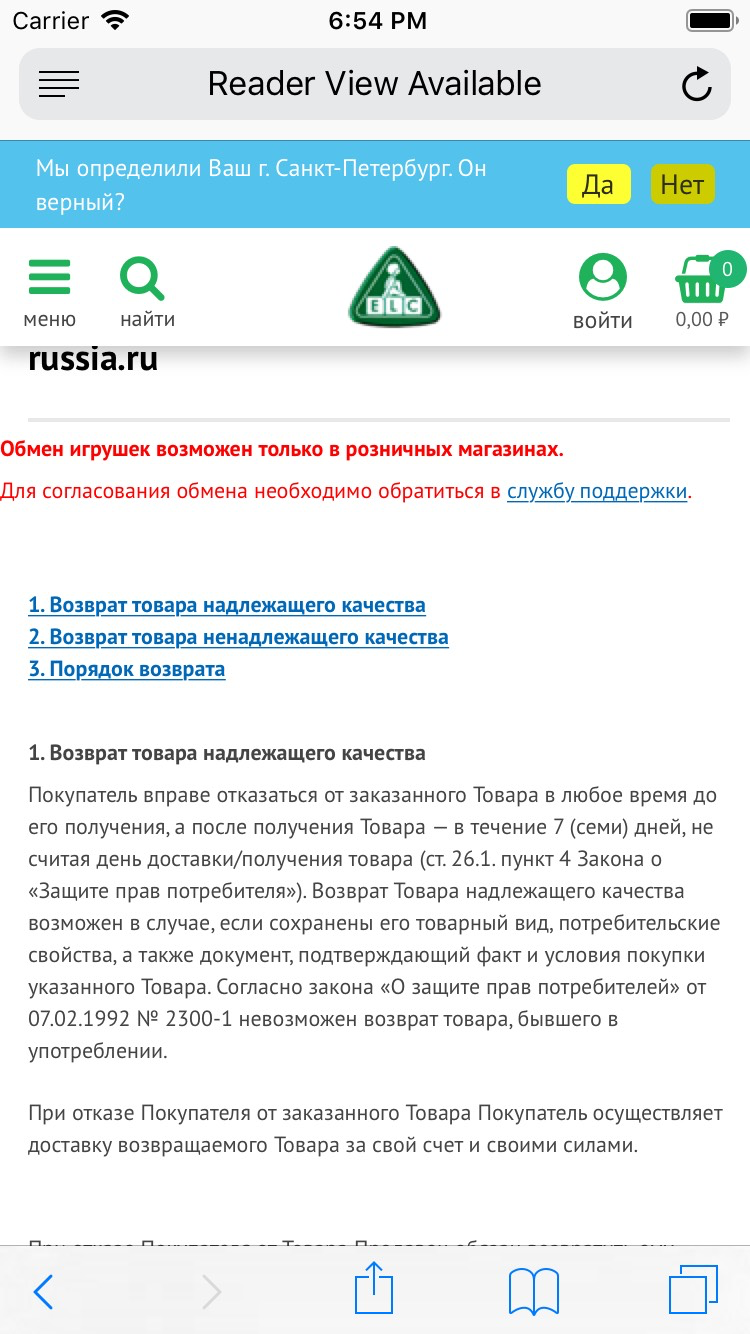 Carrier 6:54 PM
Reader View Available
Мы определили Ваш г. Санкт-Петербург. Он
верный?
Да Нет
меню найти ELC войти 0 0,00 ₽
russia.ru
Обмен игрушек возможен только в розничных магазинах.
Для согласования обмена необходимо обратиться в службу поддержки.
1. Возврат товара надлежащего качества
2. Возврат товара ненадлежащего качества
3. Порядок возврата
1. Возврат товара надлежащего качества
Покупатель вправе отказаться от заказанного Товара в любое время до
его получения, а после получения Товара — в течение 7 (семи) дней, не
считая день доставки/получения товара (ст. 26.1. пункт 4 Закона о
«Защите прав потребителя»). Возврат Товара надлежащего качества
возможен в случае, если сохранены его товарный вид, потребительские
свойства, а также документ, подтверждающий факт и условия покупки
указанного Товара. Согласно закона «О защите прав потребителей» от
07.02.1992 № 2300-1 невозможен возврат товара, бывшего в
употреблении.
При отказе Покупателя от заказанного Товара Покупатель осуществляет
доставку возвращаемого Товара за свой счет и своими силами.